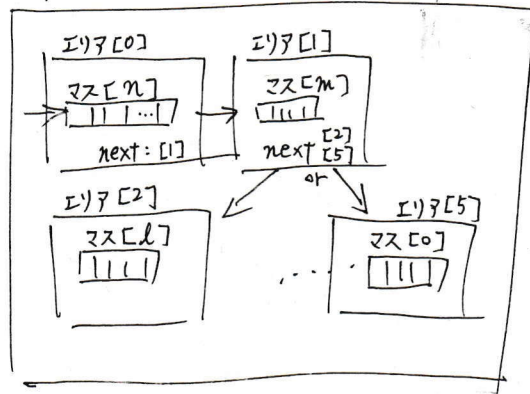 エリア[0]
マス[n]
...
next:[1]
エリア[1]
マス[m]
next [2]
[5]
or
エリア[2]
マス[l]
エリア[5]
マス[o]